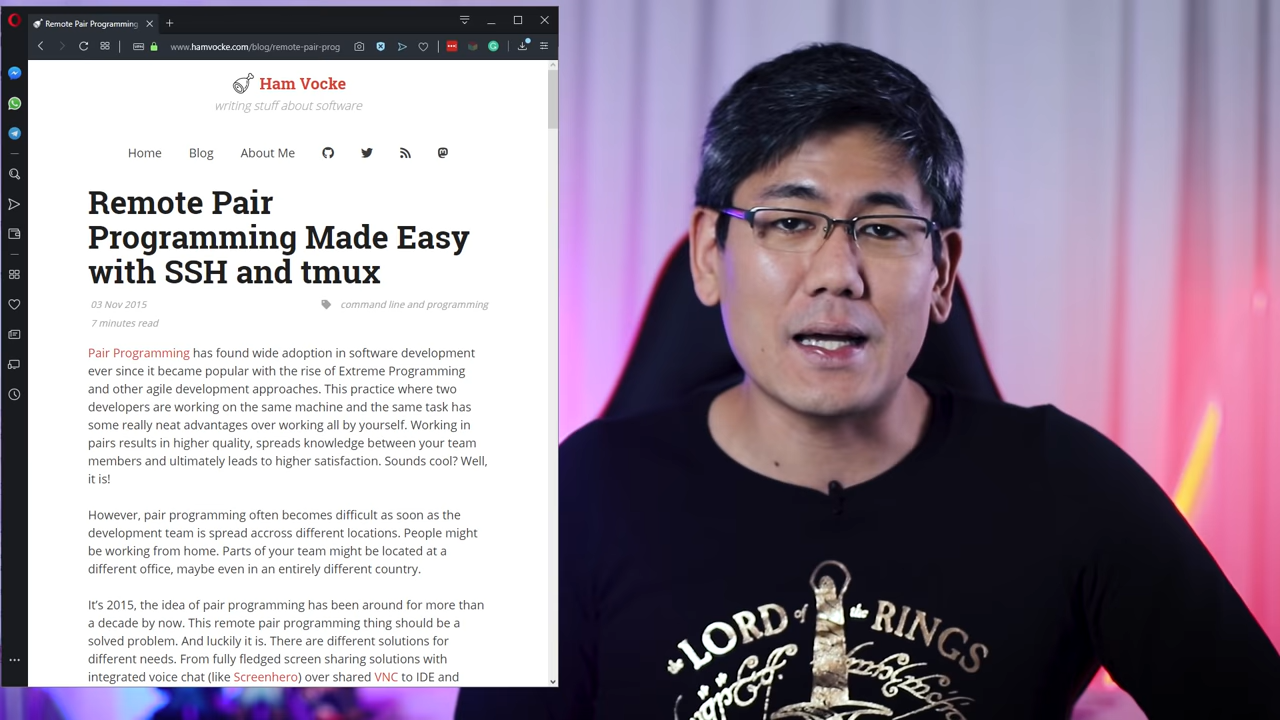 Remote Pair Programming
www.hamvocke.com/blog/remote-pair-prog
Ham Vocke
writing stuff about software
Home Blog About Me
Remote Pair
Programming Made Easy
with SSH and tmux
03 Nov 2015 command line and programming
7 minutes read
Pair Programming has found wide adoption in software development
ever since it became popular with the rise of Extreme Programming
and other agile development approaches. This practice where two
developers are working on the same machine and the same task has
some really neat advantages over working all by yourself. Working in
pairs results in higher quality, spreads knowledge between your team
members and ultimately leads to higher satisfaction. Sounds cool? Well,
it is!
However, pair programming often becomes difficult as soon as the
development team is spread accross different locations. People might
be working from home. Parts of your team might be located at a
different office, maybe even in an entirely different country.
It's 2015, the idea of pair programming has been around for more than
a decade by now. This remote pair programming thing should be a
solved problem. And luckily it is. There are different solutions for
different needs. From fully fledged screen sharing solutions with
integrated voice chat (like Screenhero) over shared VNC to IDE and
the LORD of the RINGS